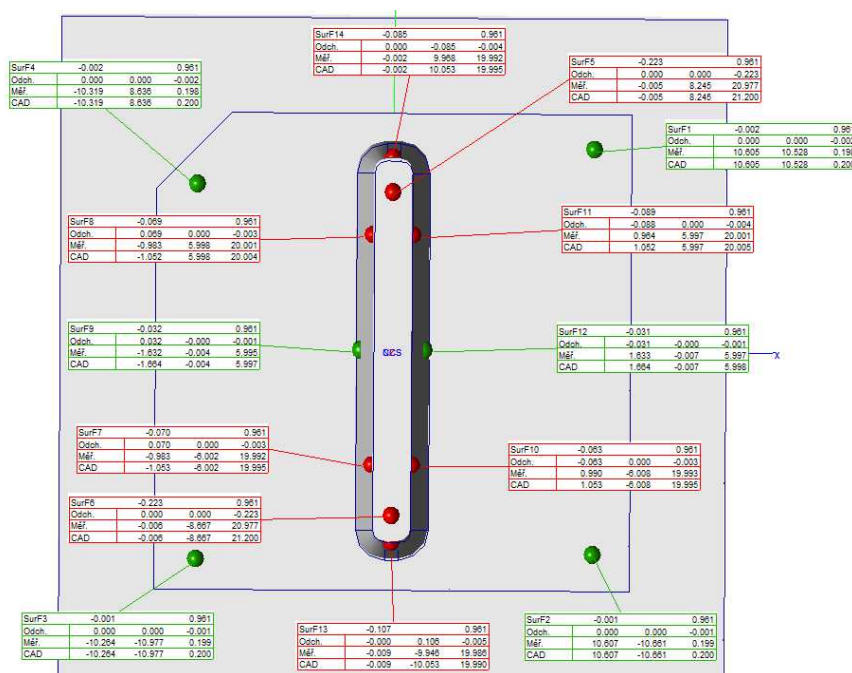 SurF14 -0.085 0.961
Odch. 0.000 -0.085 -0.004
Měř. -0.002 9.968 19.992
CAD -0.002 10.053 19.995
SurF5 -0.223 0.961
Odch. 0.000 0.000 -0.223
Měř. -0.005 8.245 20.977
CAD -0.005 8.245 21.200
SurF4 -0.002 0.961
Odch. 0.000 0.000 -0.002
Měř. -10.319 8.636 0.198
CAD -10.319 8.636 0.200
SurF1 -0.002 0.961
Odch. 0.000 0.000 -0.002
Měř. 10.605 10.528 0.198
CAD 10.605 10.528 0.200
SurF8 -0.069 0.961
Odch. 0.069 0.000 -0.003
Měř. -0.983 5.998 20.001
CAD -1.052 5.998 20.004
SurF11 -0.089 0.961
Odch. -0.088 0.000 -0.004
Měř. 0.964 5.997 20.001
CAD 1.052 5.997 20.005
SurF9 -0.032 0.961
Odch. 0.032 -0.000 -0.001
Měř. -1.632 -0.004 5.995
CAD -1.664 -0.004 5.997
SurF12 -0.031 0.961
Odch. -0.031 -0.000 -0.001
Měř. 1.633 -0.007 5.997
CAD 1.664 -0.007 5.998
X
SurF7 -0.070 0.961
Odch. 0.070 0.000 -0.003
Měř. -0.983 -6.002 19.992
CAD -1.053 -6.002 19.995
SurF10 -0.063 0.961
Odch. -0.063 0.000 -0.003
Měř. 0.990 -6.008 19.993
CAD 1.053 -6.008 19.995
SurF6 -0.223 0.961
Odch. 0.000 0.000 -0.223
Měř. -0.006 -8.667 20.977
CAD -0.006 -8.667 21.200
SurF3 -0.001 0.961
Odch. 0.000 0.000 -0.001
Měř. -10.264 -10.977 0.199
CAD -10.264 -10.977 0.200
SurF13 -0.107 0.961
Odch. -0.000 0.106 -0.005
Měř. -0.009 -9.946 19.986
CAD -0.009 -10.053 19.990
SurF2 -0.001 0.961
Odch. 0.000 0.000 -0.001
Měř. 10.607 -10.661 0.199
CAD 10.607 -10.661 0.200